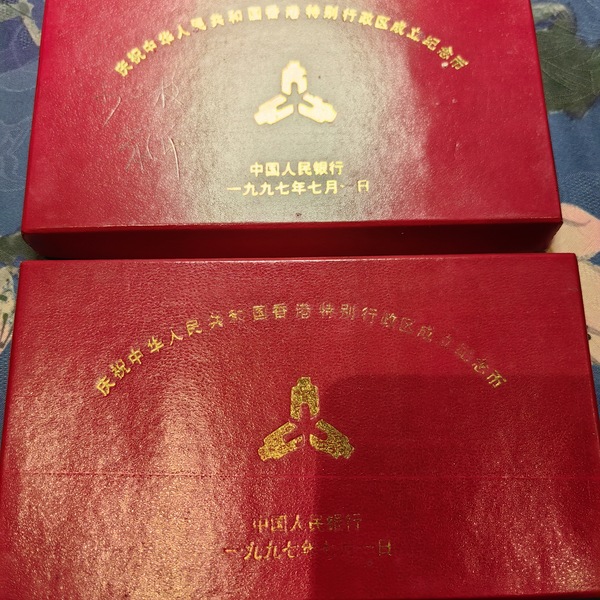 庆祝中华人民共和国香港特别行政区成立纪念币
中国人民银行
一九九七年七月一日
庆祝中华人民共和国香港特别行政区成立纪念币
中国人民银行
一九九七年七月一日